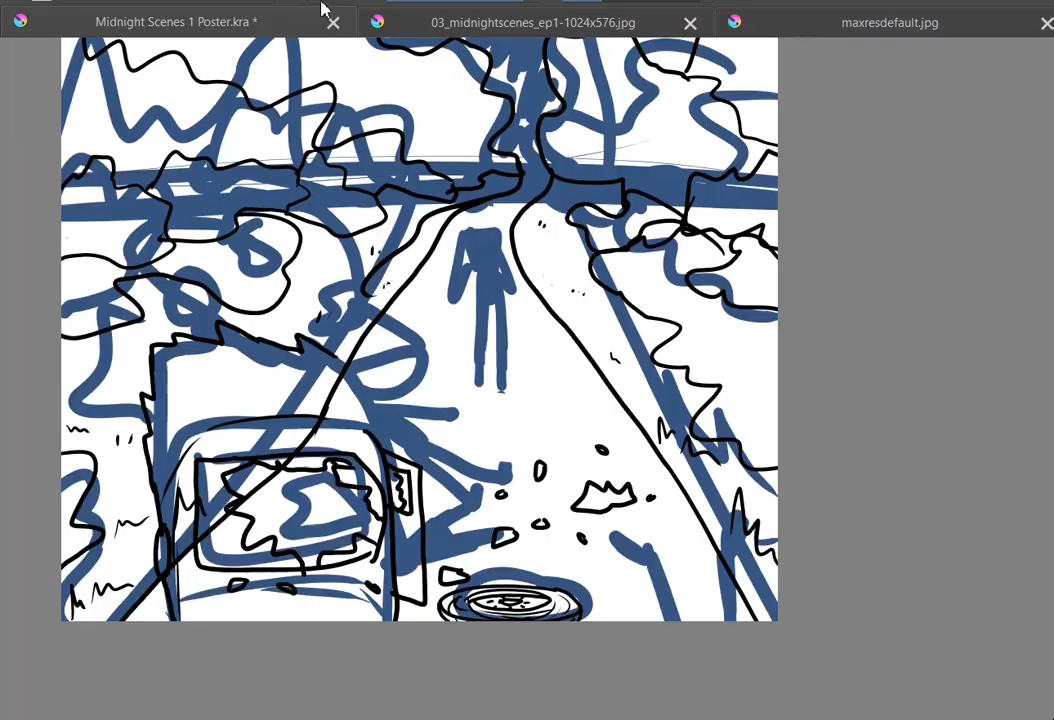 Midnight Scenes 1 Poster.kra *
03_midnightscenes_ep1-1024x576.jpg
maxresdefault.jpg